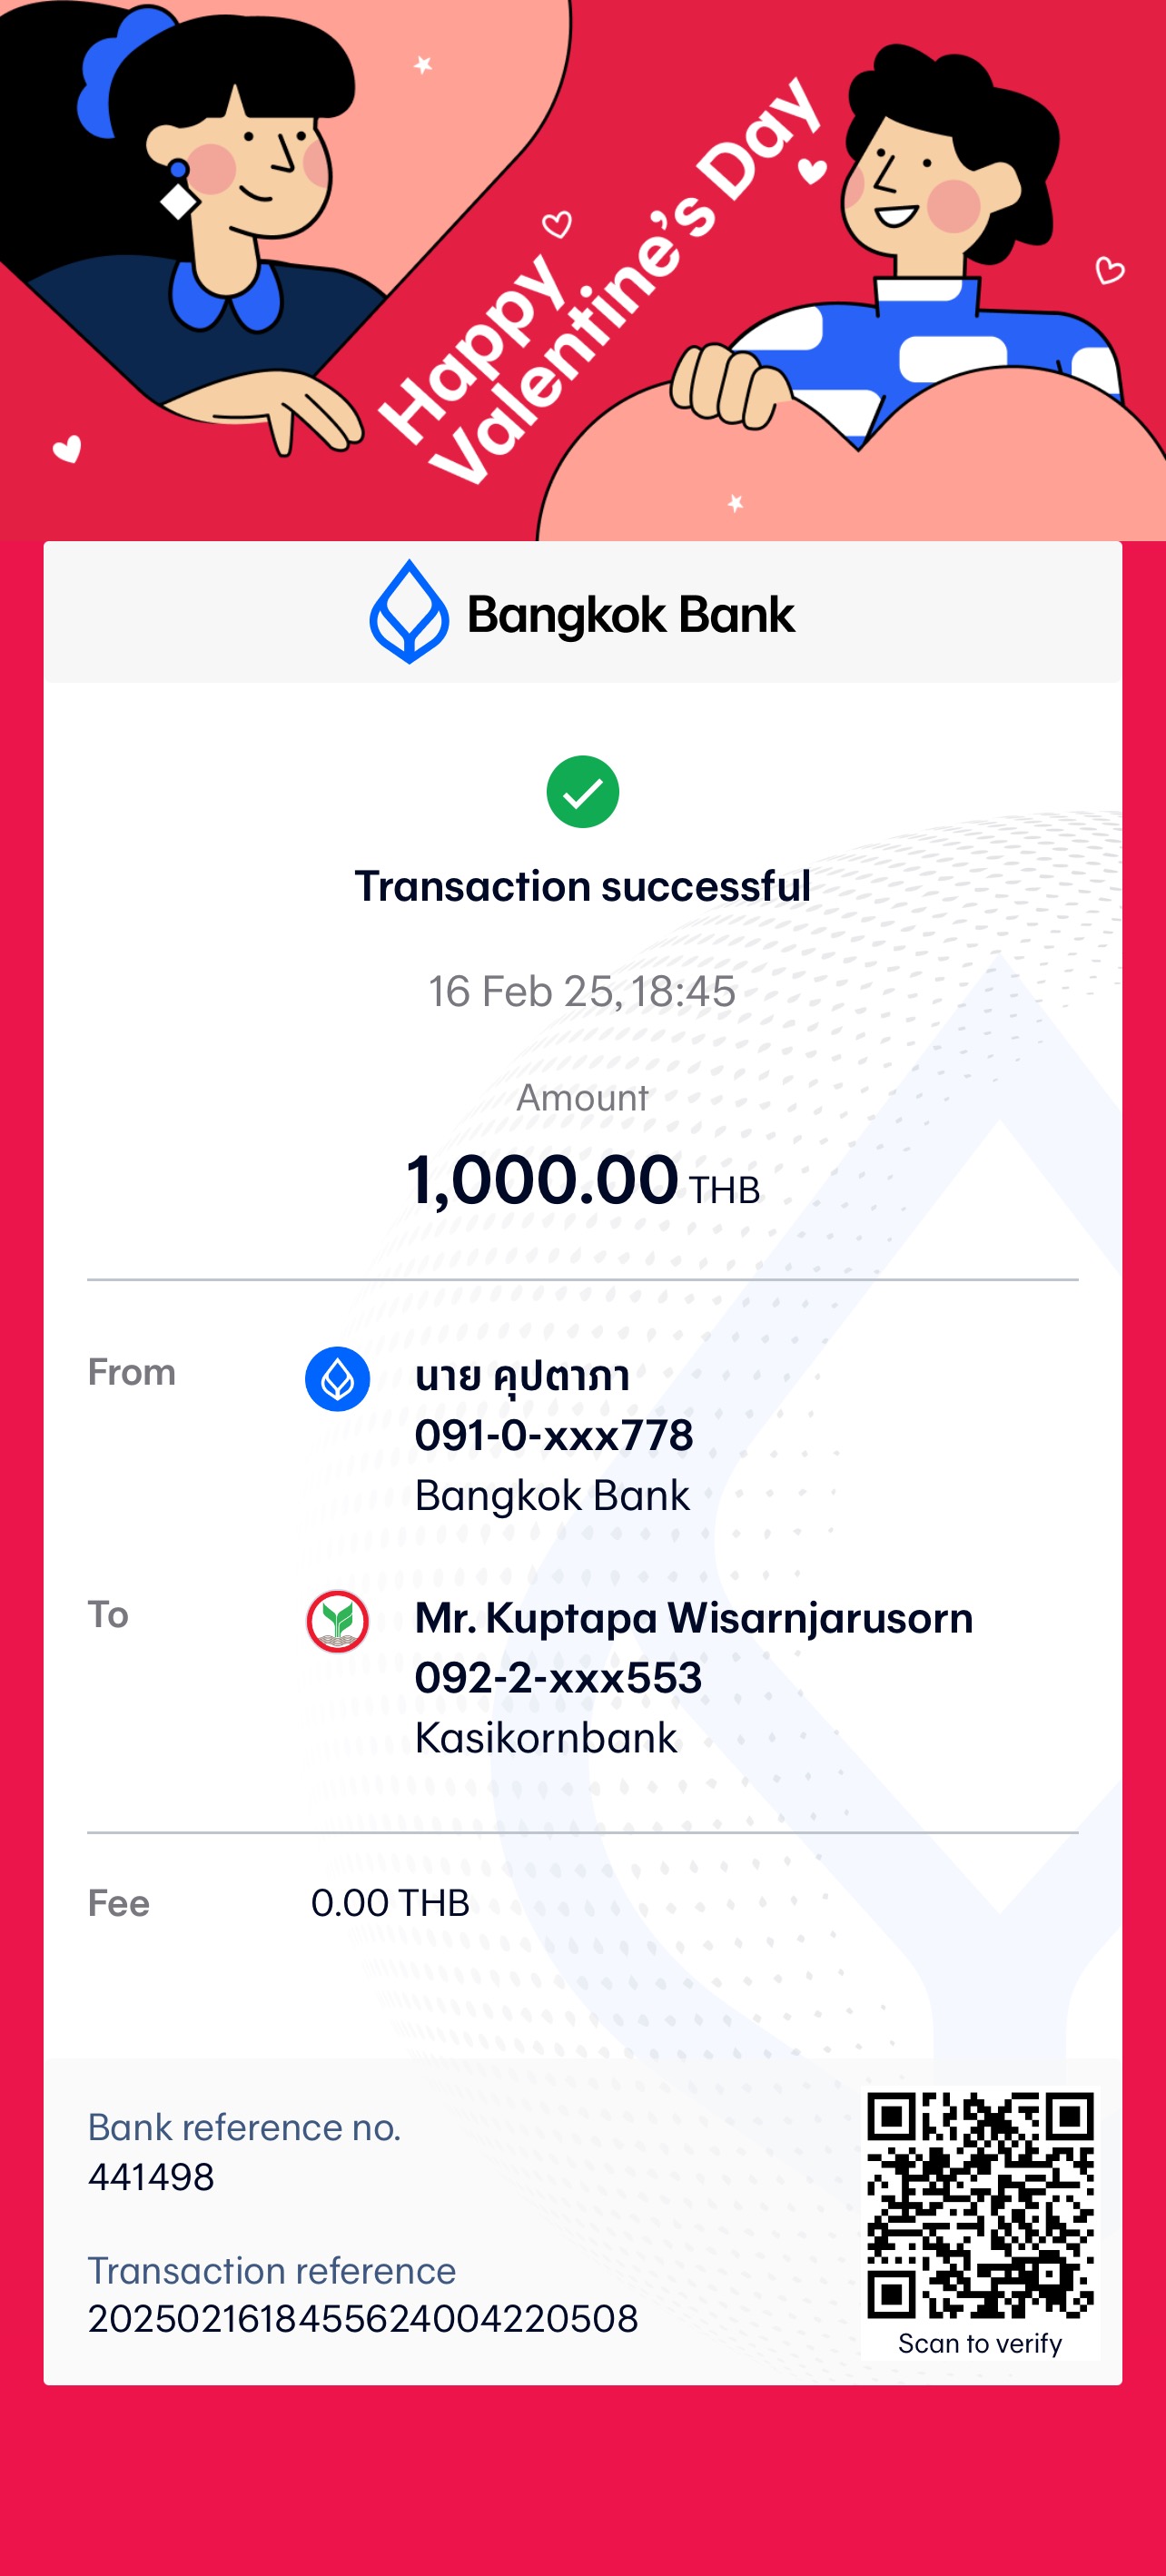 Happy
Valentine's Day
Bangkok Bank
Transaction successful
16 Feb 25, 18:45
Amount
1,000.00 THB
From
นาย คุปตาภา
091-0-xxx778
Bangkok Bank
To
Mr. Kuptapa Wisarnjarusorn
092-2-xxx553
Kasikornbank
Fee 0.00 THB
Bank reference no.
441498
Transaction reference
2025021618455624004220508
Scan to verify